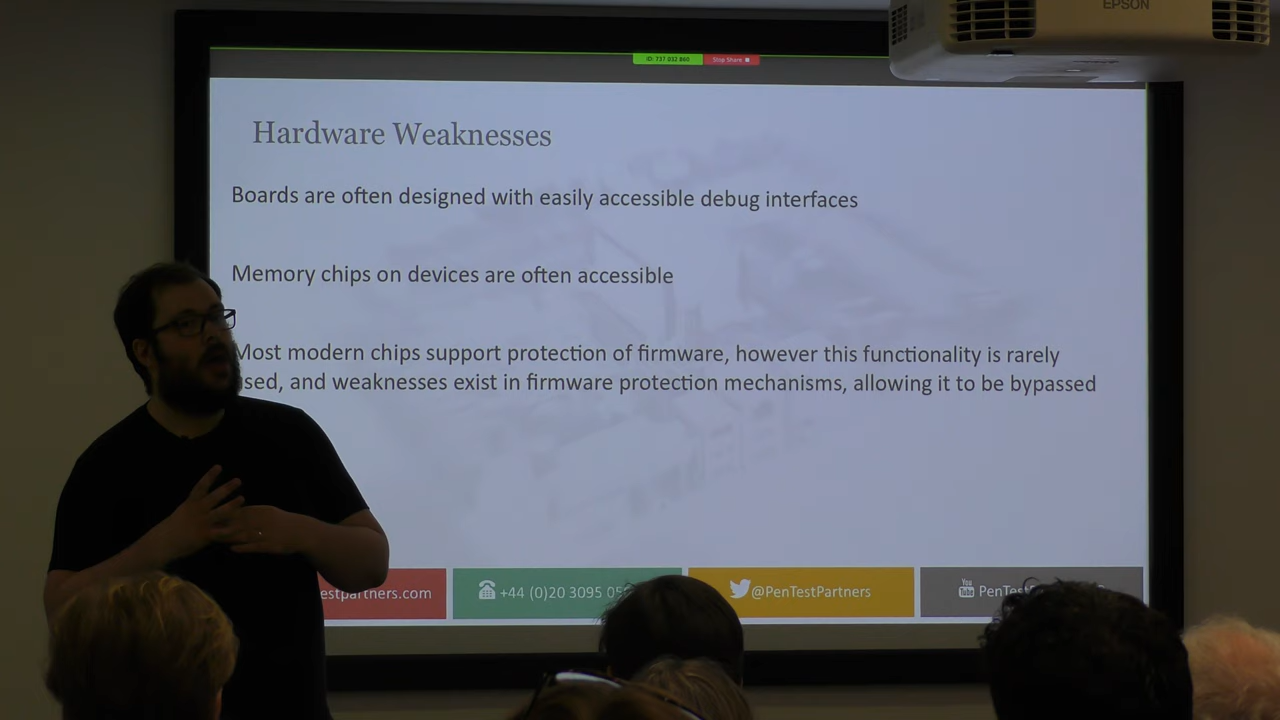 EPSON
ID: 737 032 860 Stop Share
Hardware Weaknesses
Boards are often designed with easily accessible debug interfaces
Memory chips on devices are often accessible
Most modern chips support protection of firmware, however this functionality is rarely
used, and weaknesses exist in firmware protection mechanisms, allowing it to be bypassed
estpartners.com +44 (0)20 3095 05 @PenTestPartners You Tube PenTest